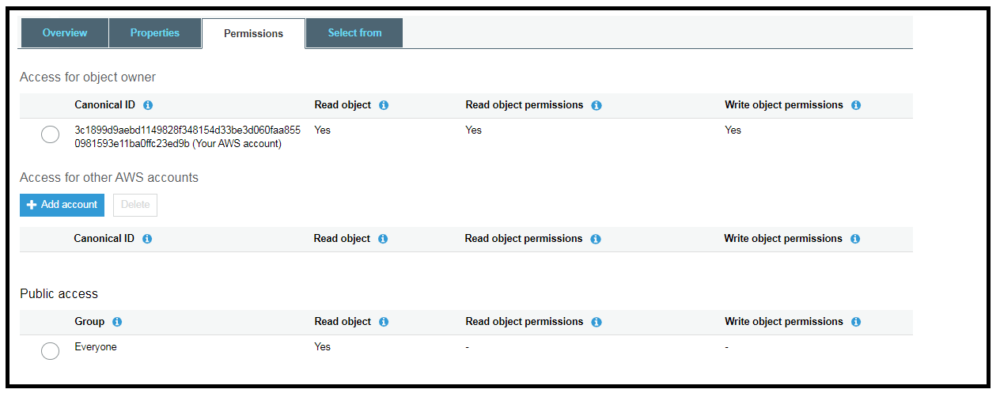 Overview Properties Permissions Select from
Access for object owner
Canonical ID Read object Read object permissions Write object permissions
3c1899d9aebd1149828f348154d33be3d060faa855 Yes Yes Yes
0981593e11ba0ffc23ed9b (Your AWS account)
Access for other AWS accounts
Add account Delete
Canonical ID Read object Read object permissions Write object permissions
Public access
Group Read object Read object permissions Write object permissions
Everyone Yes - -